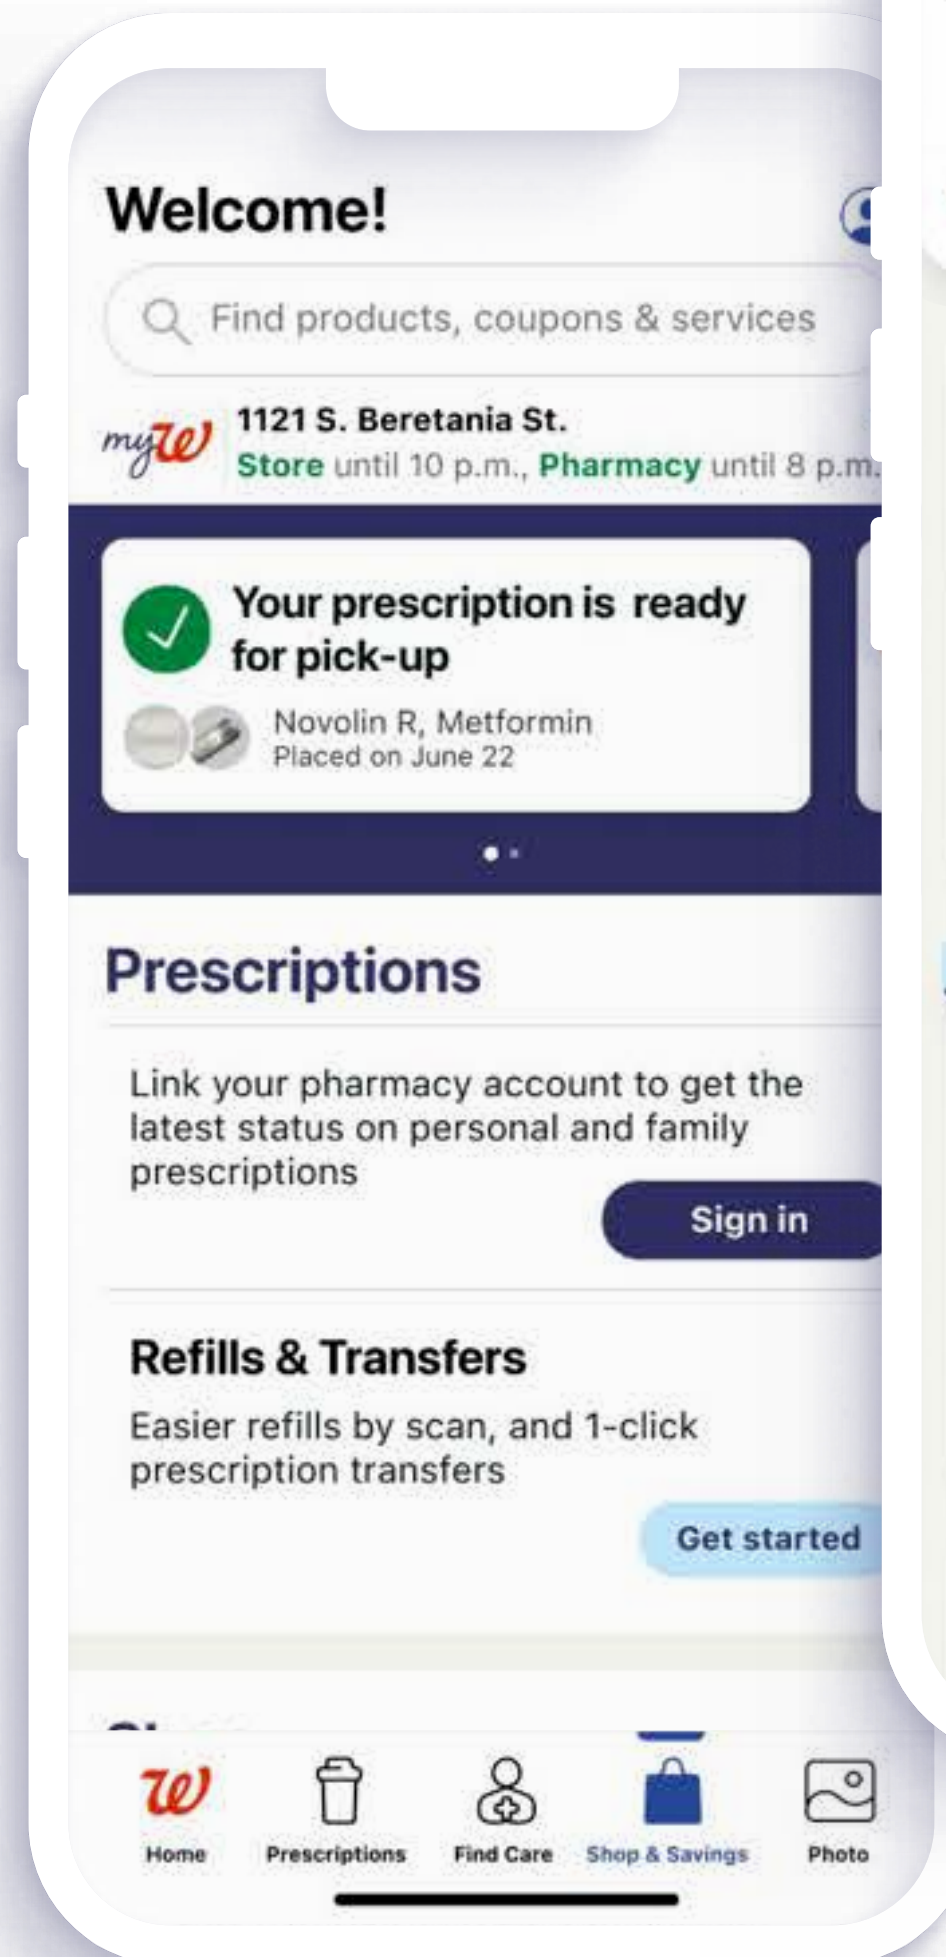 Welcome!
Find products, coupons & services
myW
1121 S. Beretania St.
Store until 10 p.m., Pharmacy until 8 p.m.
Your prescription is ready
for pick-up
Novolin R, Metformin
Placed on June 22
Prescriptions
Link your pharmacy account to get the
latest status on personal and family
prescriptions
Sign in
Refills & Transfers
Easier refills by scan, and 1-click
prescription transfers
Get started
W
Home
Prescriptions
Find Care
Shop & Savings
Photo